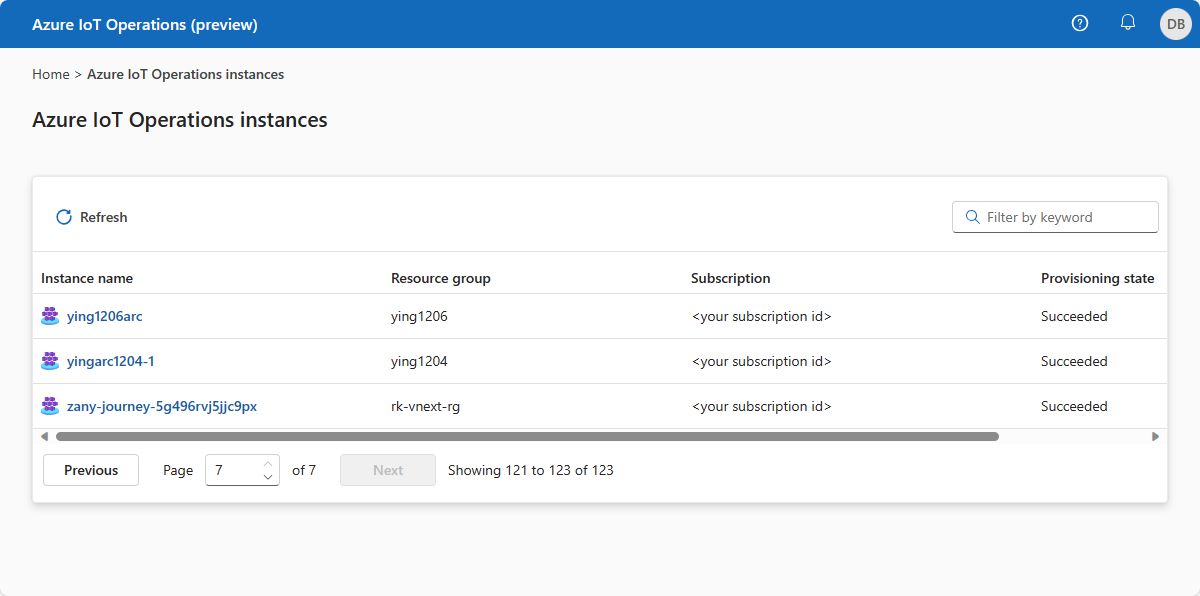 Azure IoT Operations (preview)
DB
Home > Azure IoT Operations instances
Azure IoT Operations instances
Refresh
Filter by keyword
Instance name Resource group Subscription Provisioning state
ying1206arc ying1206 <your subscription id> Succeeded
yingarc1204-1 ying1204 <your subscription id> Succeeded
zany-journey-5g496rvj5jjc9px rk-vnext-rg <your subscription id> Succeeded
Previous Page 7 of 7 Next Showing 121 to 123 of 123